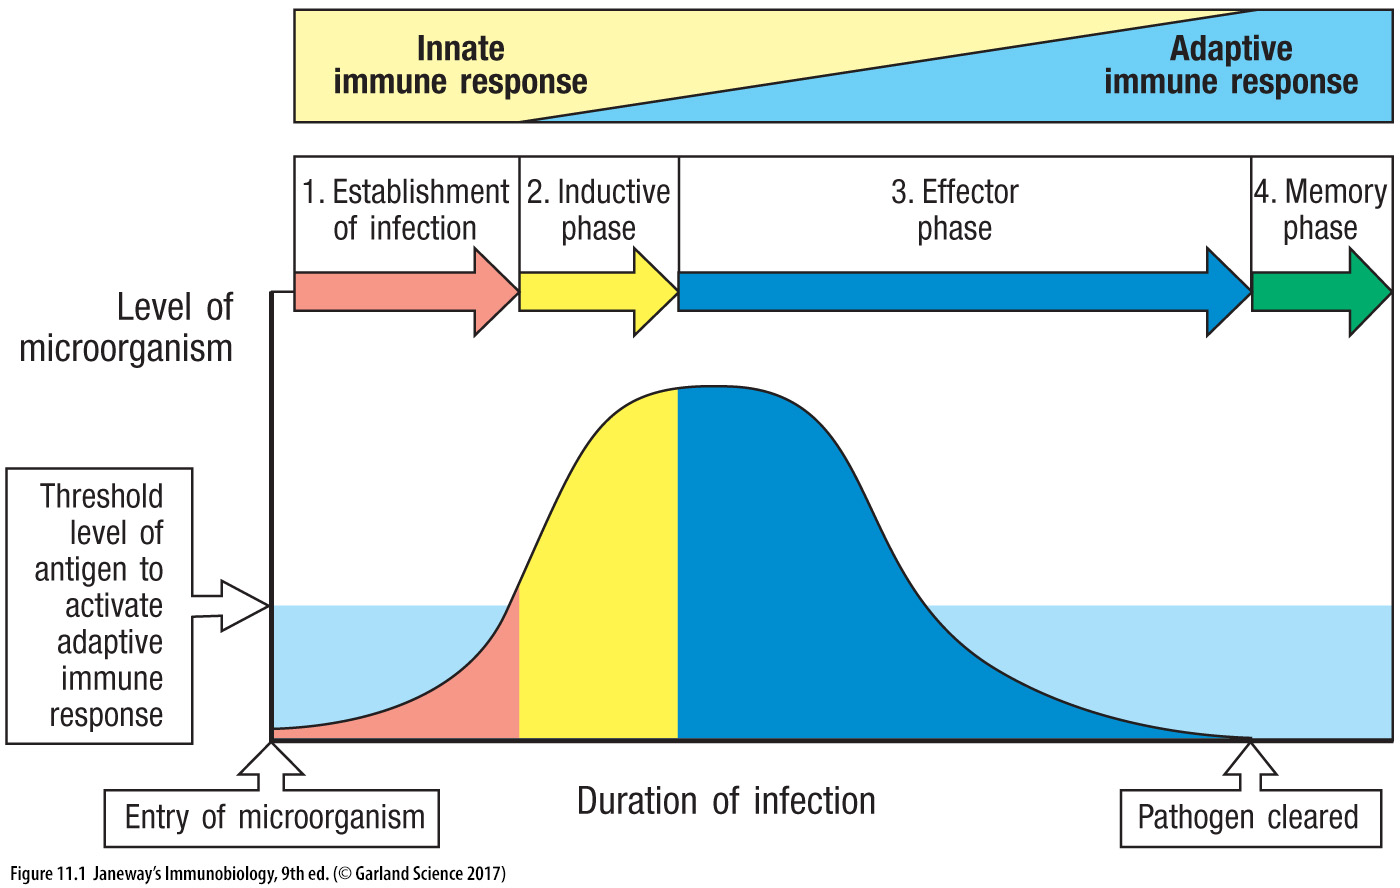 Innate
immune response
Adaptive
immune response
1. Establishment
of infection
2. Inductive
phase
3. Effector
phase
4. Memory
phase
Level of
microorganism
Threshold
level of
antigen to
activate
adaptive
immune
response
Entry of microorganism
Duration of infection
Pathogen cleared
Figure 11.1 Janeway’s Immunobiology, 9th ed. (© Garland Science 2017)